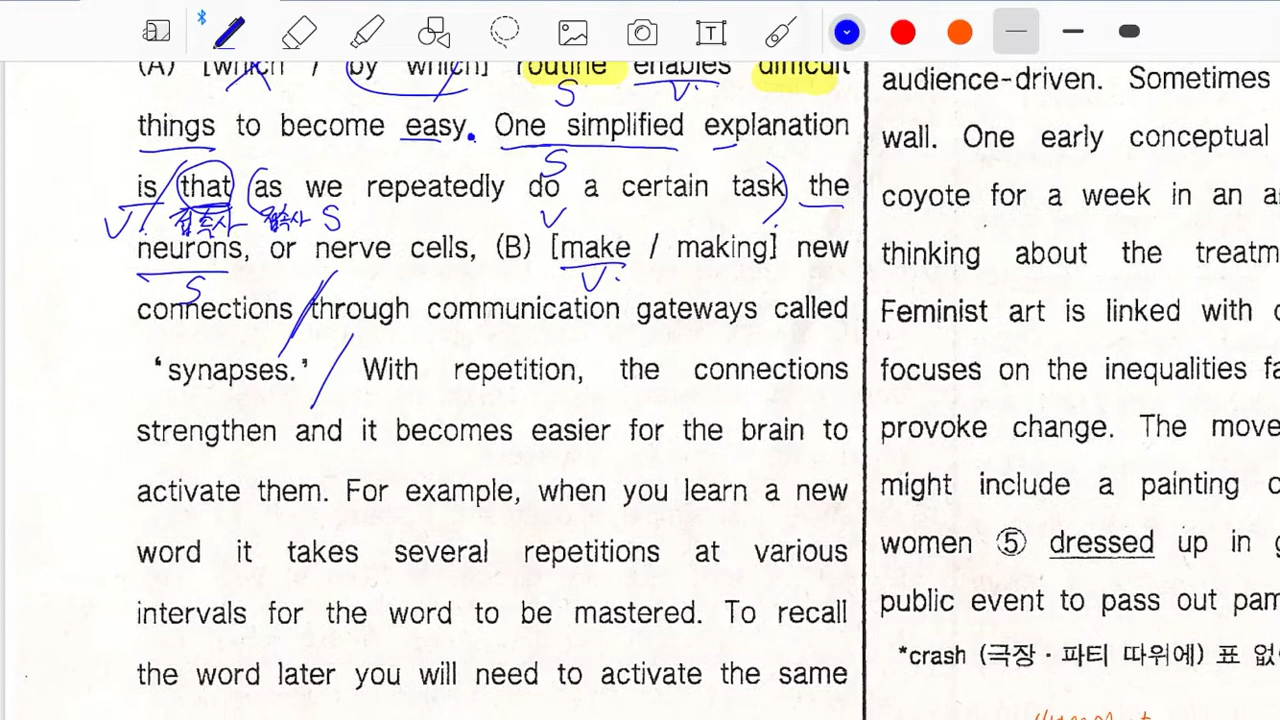 T
(A) [which / by which] routine enables difficult
S
V
things to become easy. One simplified explanation
S
is that as we repeatedly do a certain task the
V
접속사
접속사
S
V
neurons, or nerve cells, (B) [make / making] new
S
V
connections through communication gateways called
'synapses.' With repetition, the connections
strengthen and it becomes easier for the brain to
activate them. For example, when you learn a new
word it takes several repetitions at various
intervals for the word to be mastered. To recall
the word later you will need to activate the same
audience-driven. Sometimes
wall. One early conceptual
coyote for a week in an
thinking about the
Feminist art is linked with
focuses on the inequalities
provoke change. The
might include a painting
women ⑤ dressed up in
public event to pass out
*crash (극장·파티 따위에) 표